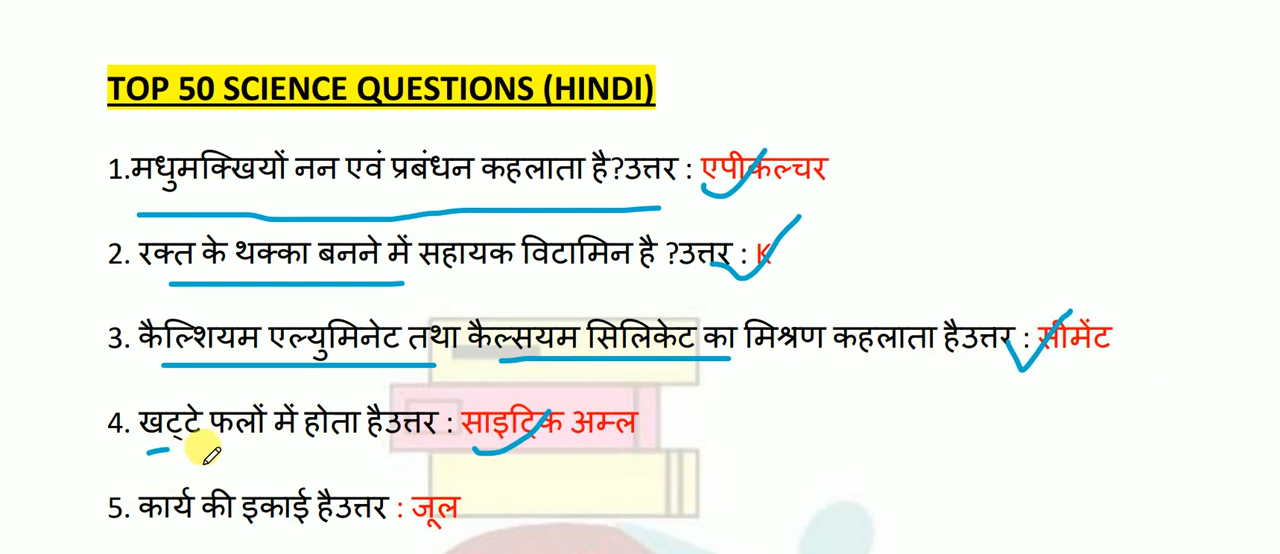 TOP 50 SCIENCE QUESTIONS (HINDI)
1.मधुमक्खियों नन एवं प्रबंधन कहलाता है?उत्तर : एपीकल्चर
2. रक्त के थक्का बनने में सहायक विटामिन है ?उत्तर : K
3. कैल्शियम एल्युमिनेट तथा कैल्सयम सिलिकेट का मिश्रण कहलाता हैउत्तर : सीमेंट
4. खट्टे फलों में होता हैउत्तर : साइट्रिक अम्ल
5. कार्य की इकाई हैउत्तर : जूल